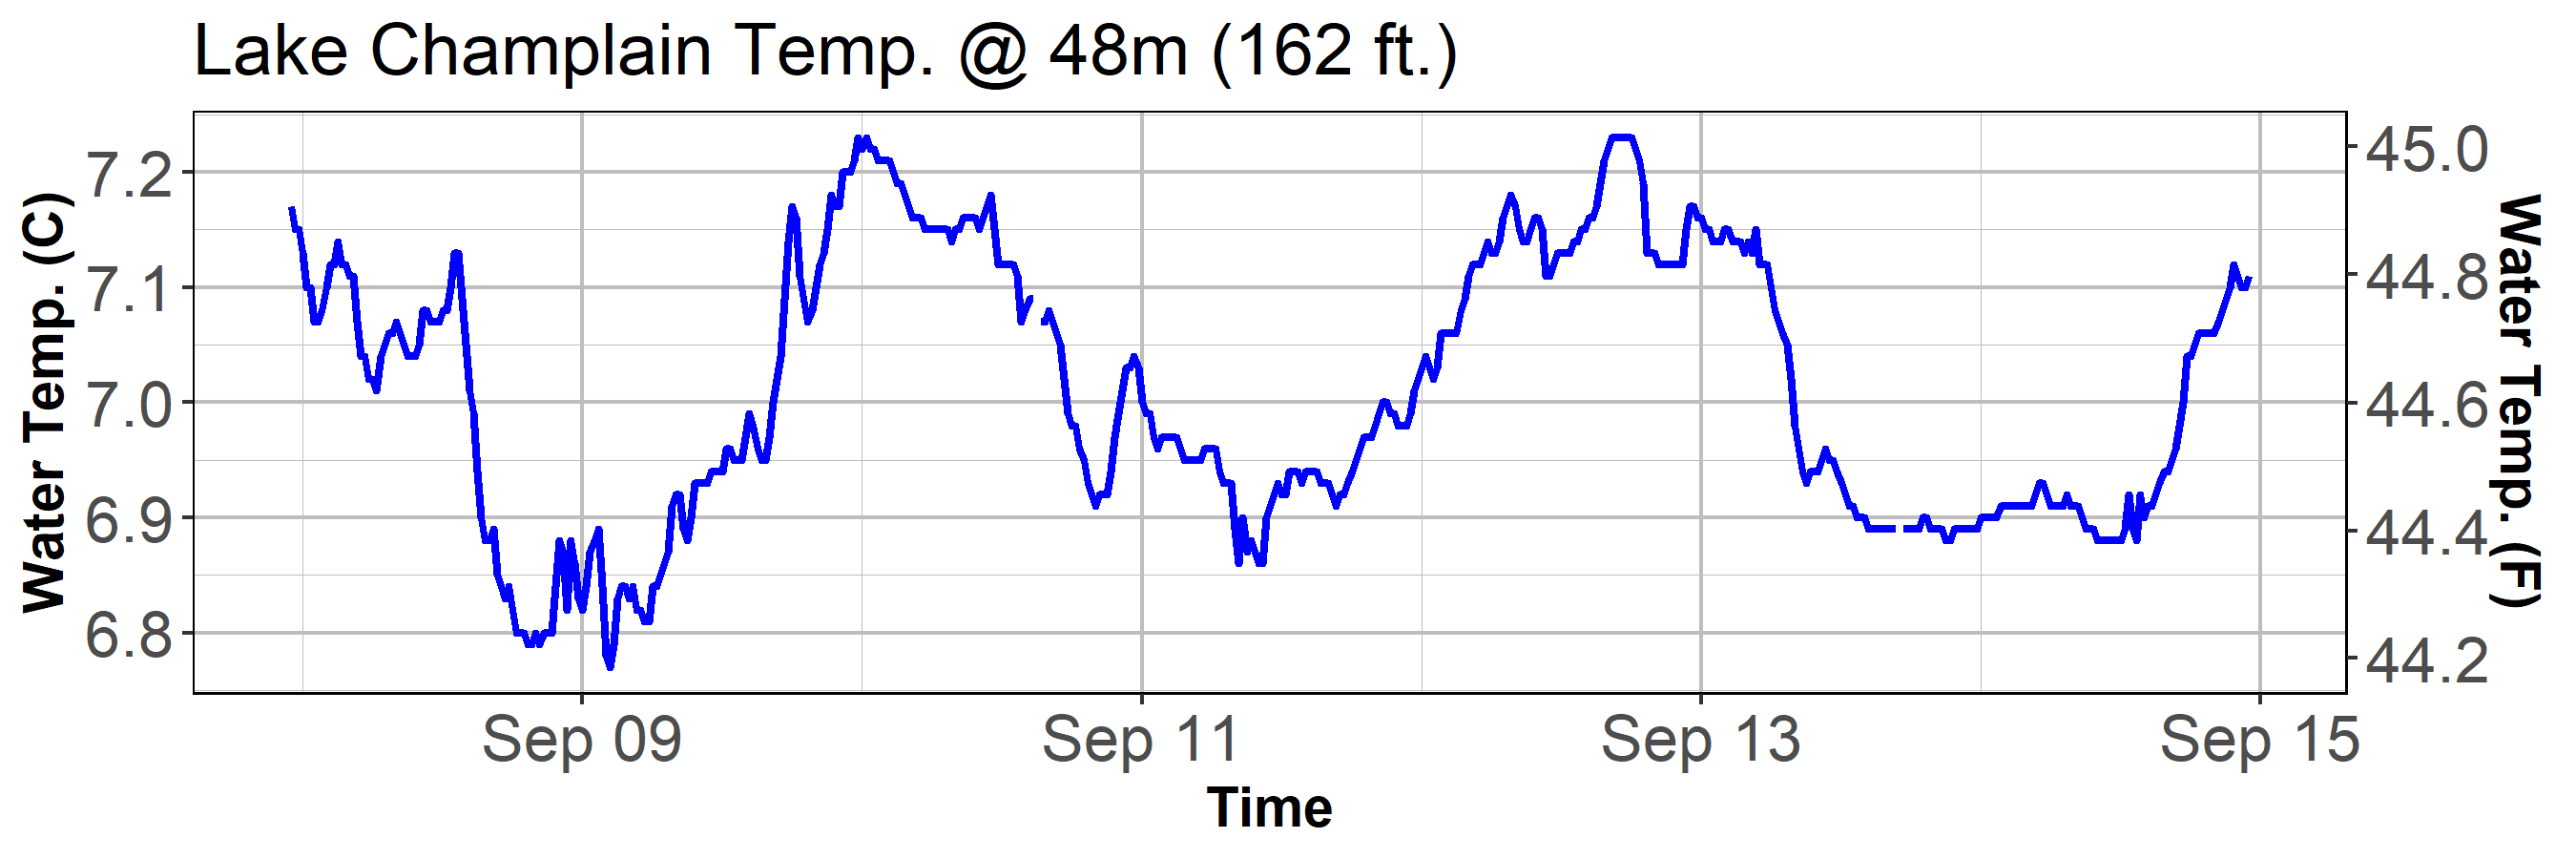 Lake Champlain Temp. @ 48m (162 ft.)
Water Temp. (C)
7.2
7.1
7.0
6.9
6.8
45.0
44.8
44.6
44.4
44.2
Water Temp. (F)
Sep 09 Sep 11 Sep 13 Sep 15
Time